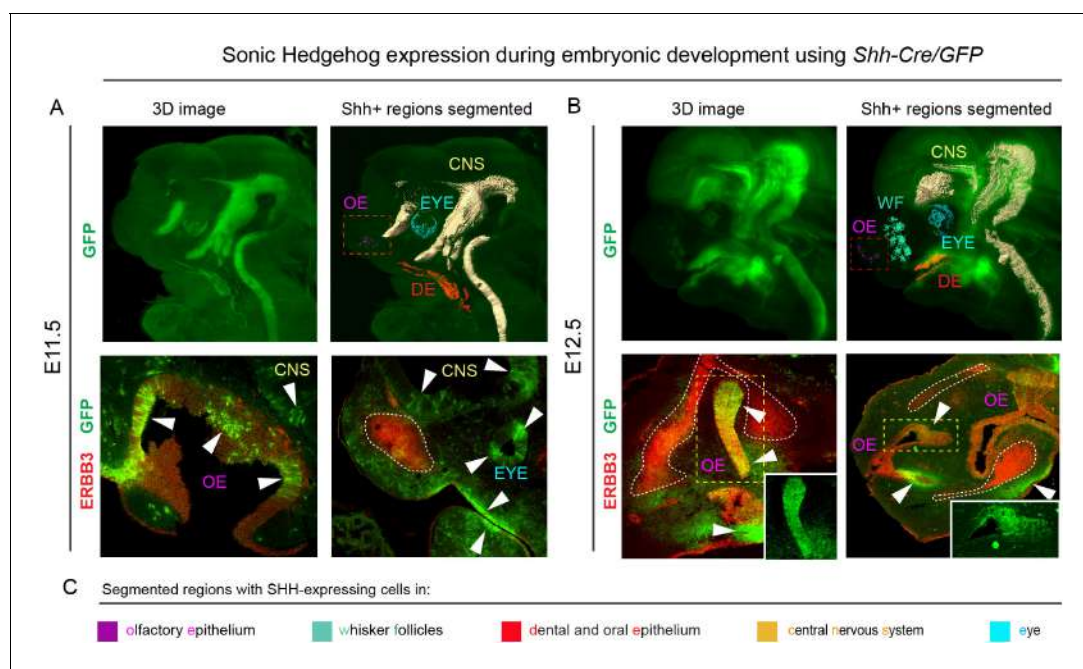 Sonic Hedgehog expression during embryonic development using Shh-Cre/GFP
A
3D image
Shh+ regions segmented
B
3D image
Shh+ regions segmented
E11.5
GFP
CNS
OE
EYE
DE
ERBB3 GFP
CNS
OE
CNS
EYE
E12.5
GFP
CNS
WF
OE
EYE
DE
ERBB3 GFP
OE
OE
OE
C
Segmented regions with SHH-expressing cells in:
olfactory epithelium
whisker follicles
dental and oral epithelium
central nervous system
eye